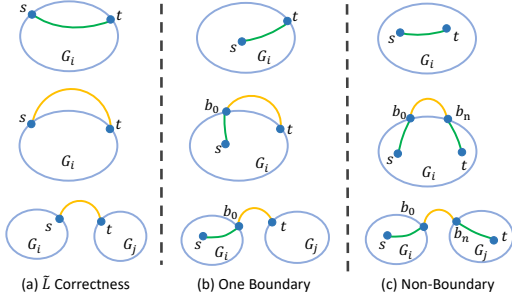 s t t t
G_i G_i s s G_i
b_0 b_0 b_n
s t t
G_i s G_i s t G_i
b_0 b_0
s t s t s b_n t
G_i G_j G_i G_j G_i G_j
(a) L̃ Correctness (b) One Boundary (c) Non-Boundary